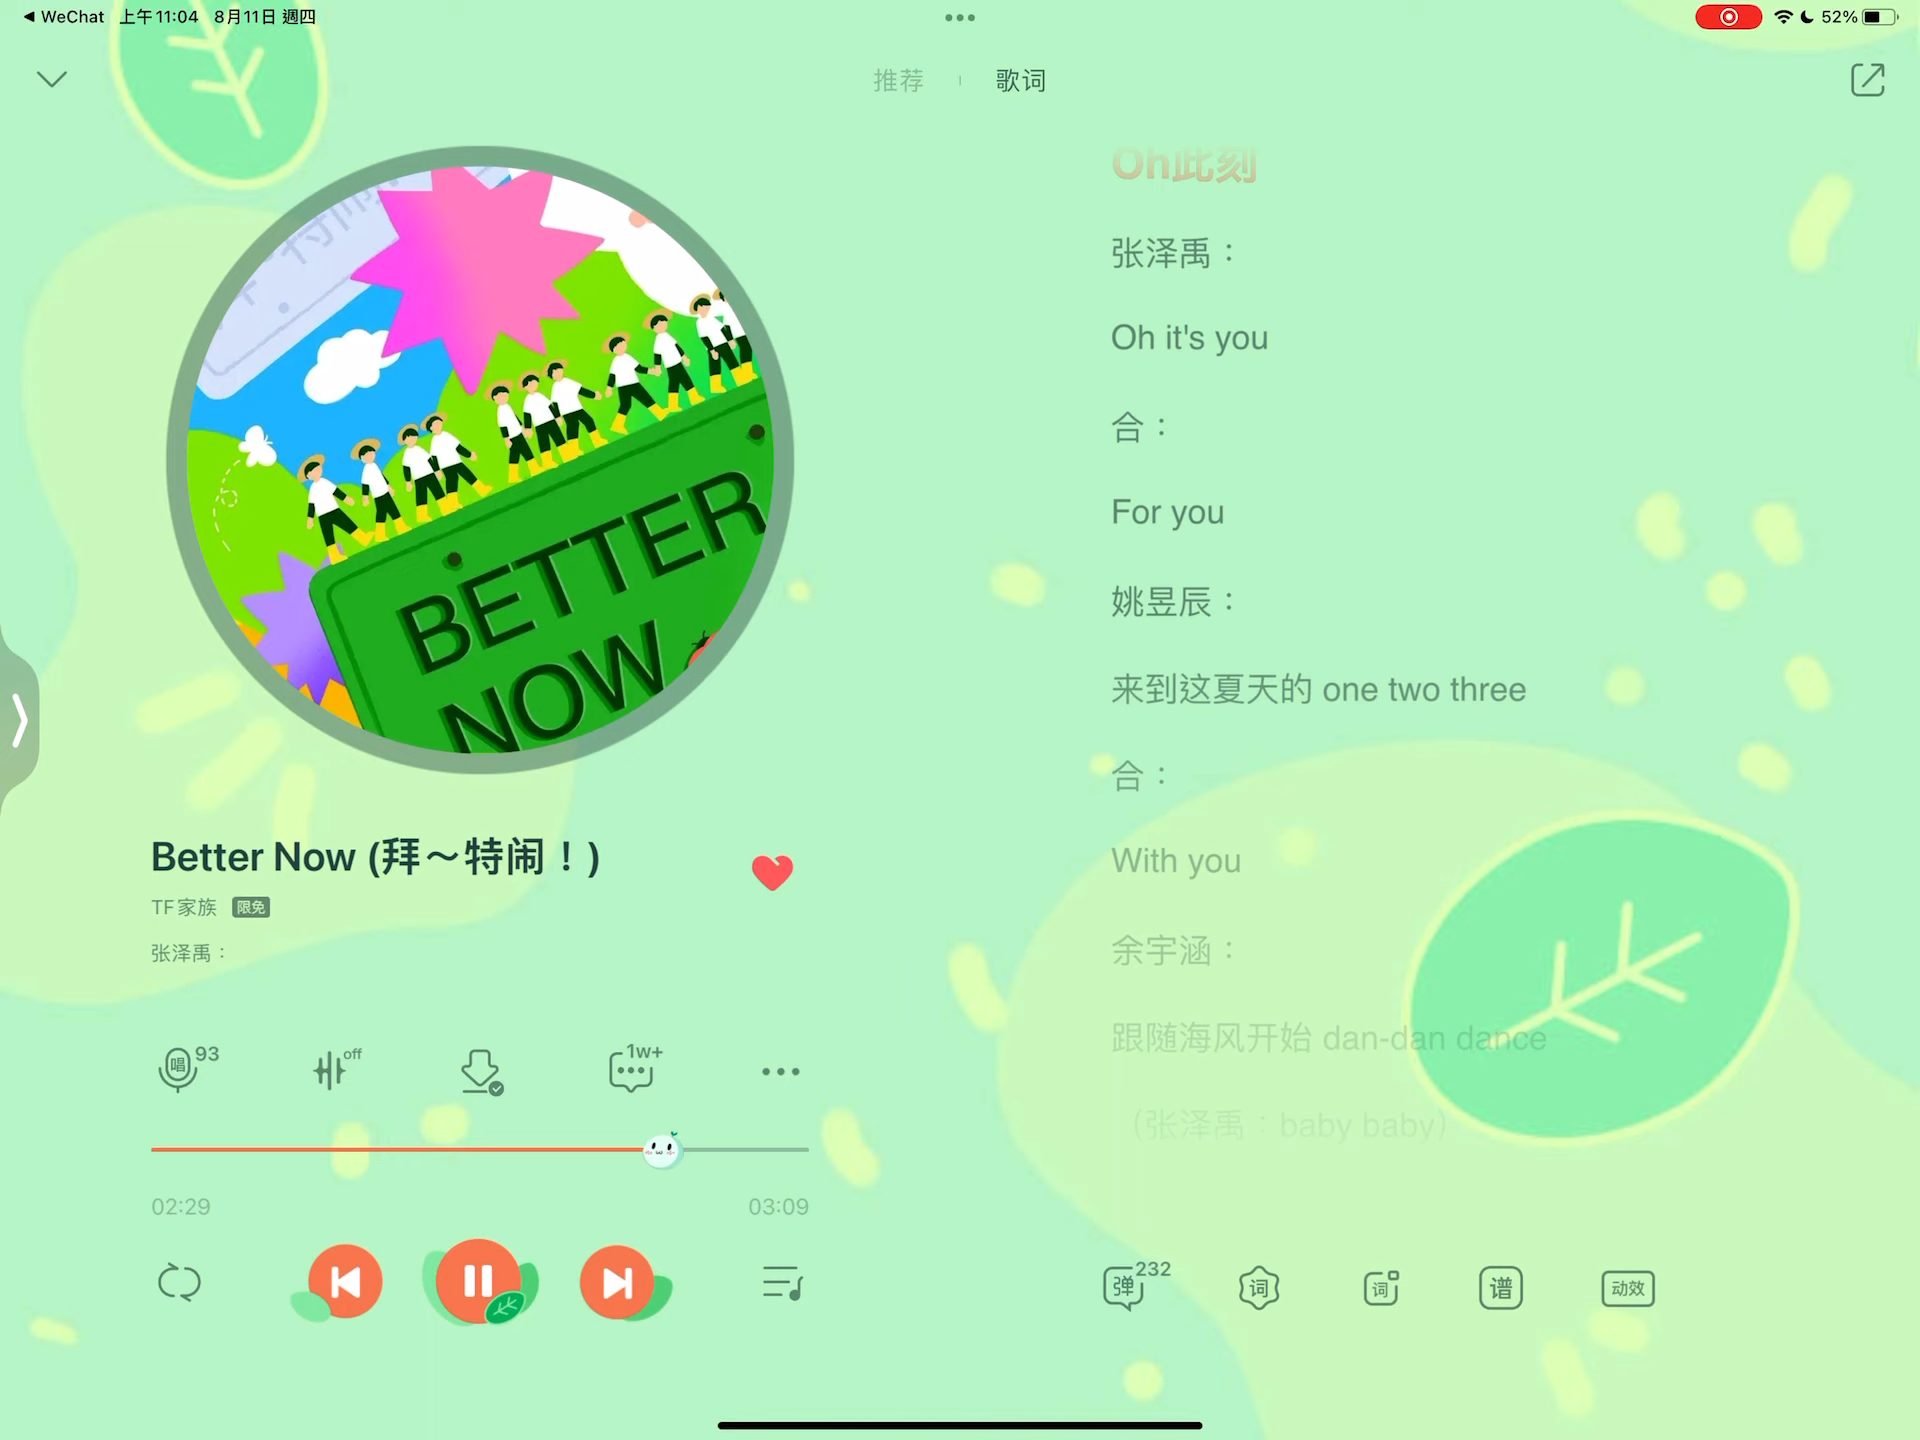 WeChat 上午11:04 8月11日 週四
52%
推荐 歌词
BETTER
NOW
Better Now (拜～特闹！)
TF家族 限免
张泽禹：
唱 93
off
1w+
02:29
03:09
Oh此刻
张泽禹：
Oh it's you
合：
For you
姚昱辰：
来到这夏天的 one two three
合：
With you
余宇涵：
跟随海风开始 dan-dan dance
（张泽禹：baby baby）
弹 232
词
词
谱
动效